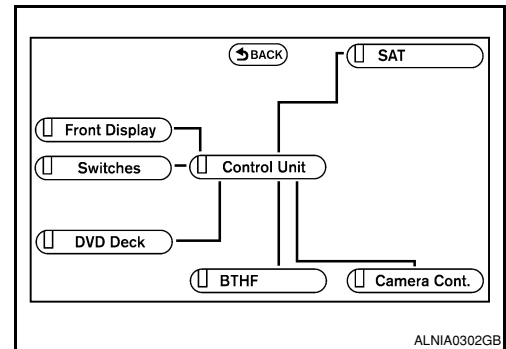 BACK
SAT
Front Display
Switches
Control Unit
DVD Deck
BTHF
Camera Cont.
ALNIA0302GB